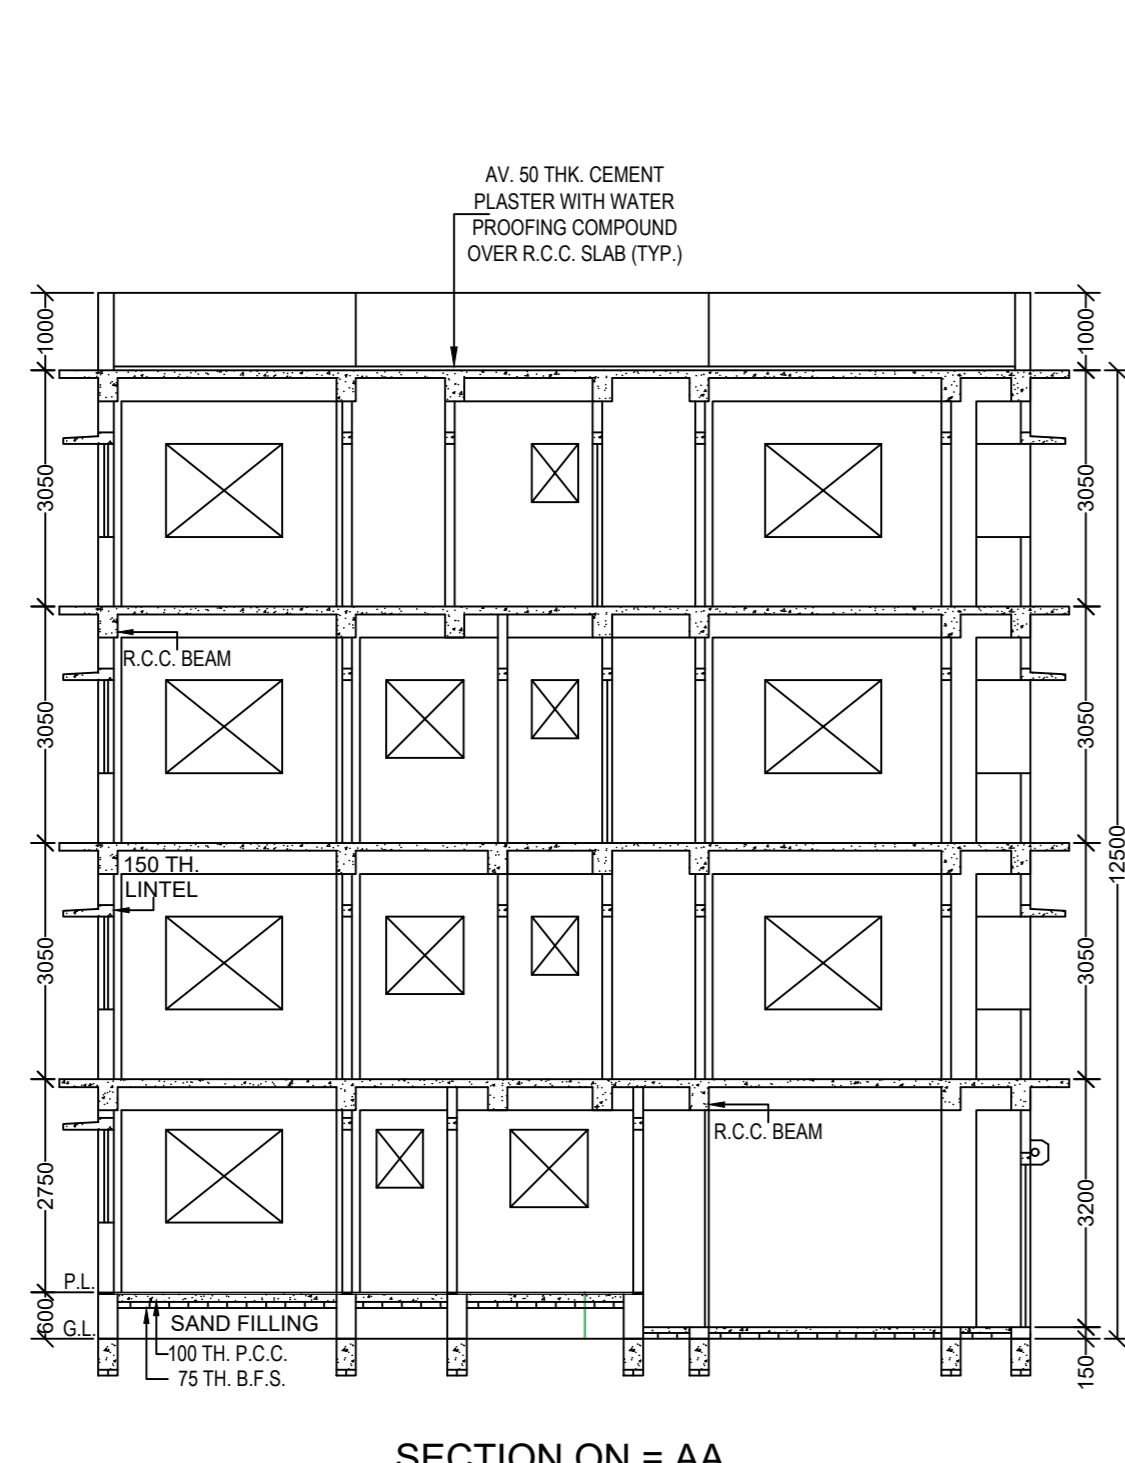 AV. 50 THK. CEMENT
PLASTER WITH WATER
PROOFING COMPOUND
OVER R.C.C. SLAB (TYP.)
1000
1000
3050
3050
R.C.C. BEAM
3050
3050
12500
150 TH.
LINTEL
3050
3050
R.C.C. BEAM
2750
3200
P.L.
600
G.L.
SAND FILLING
100 TH. P.C.C.
75 TH. B.F.S.
150
SECTION ON = AA